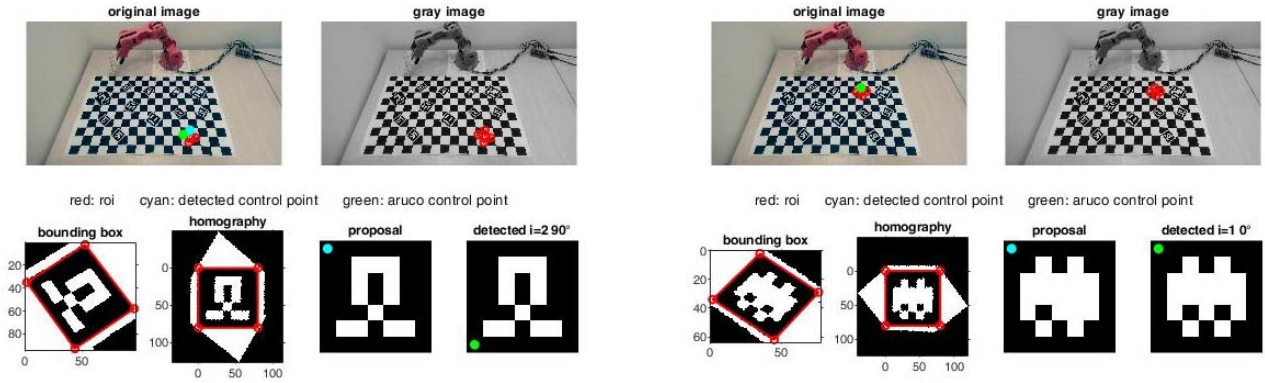 original image
gray image
red: roi cyan: detected control point green: aruco control point
bounding box
homography
proposal
detected i=2 90°
20
40
60
80
0 50
0
50
100
0 50 100
original image
gray image
red: roi cyan: detected control point green: aruco control point
bounding box
homography
proposal
detected i=1 0°
0
20
40
60
0 50
0
50
100
0 50 100